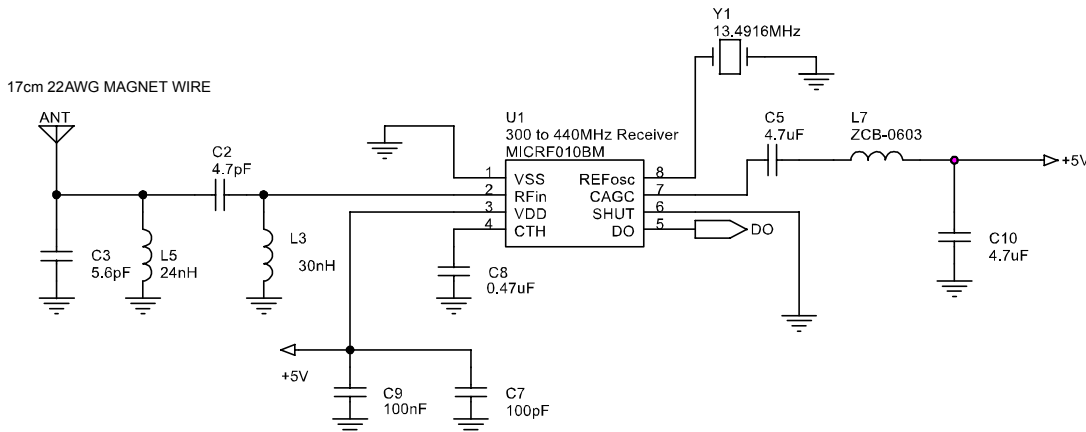 Y1
13.4916MHz
17cm 22AWG MAGNET WIRE
ANT
U1
300 to 440MHz Receiver
MICRF010BM
C5
4.7uF
L7
ZCB-0603
C2
4.7pF
+5V
1 VSS REFosc 8
2 RFin CAGC 7
3 VDD SHUT 6
4 CTH DO 5
DO
C3
5.6pF
L5
24nH
L3
30nH
C8
0.47uF
C10
4.7uF
+5V
C9
100nF
C7
100pF